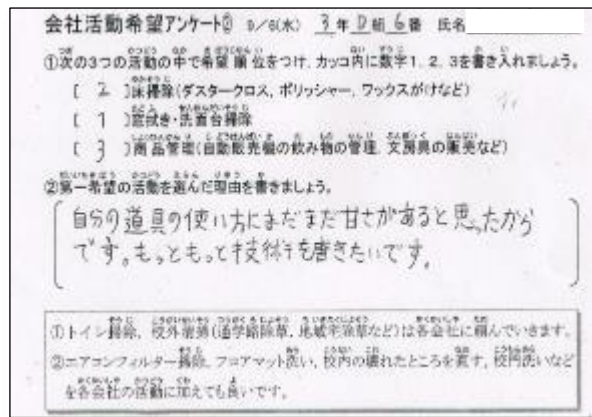 会社活動希望アンケート② 9/6(水) 3年D組6番 氏名
①次の3つの活動の中で希望順位をつけ、カッコ内に数字1、2、3を書き入れましょう。
[ 2 ]床掃除(ダスタークロス、ポリッシャー、ワックスがけなど)
[ 1 ]窓拭き・洗面台掃除
[ 3 ]商品管理(自動販売機の飲み物の管理、文房具の販売など)
②第一希望の活動を選んだ理由を書きましょう。
自分の道具の使い方にまだまだ甘さがあると思ったから
です。もっともっと技術を磨きたいです。
①トイレ掃除、校外清掃(通学路除草、地域宅除草など)は各会社に頼んでいきます。
②エアコンフィルター掃除、フロアマット洗い、校内の壊れたところを直す、校門洗いなど
を各会社の活動に加えても良いです。